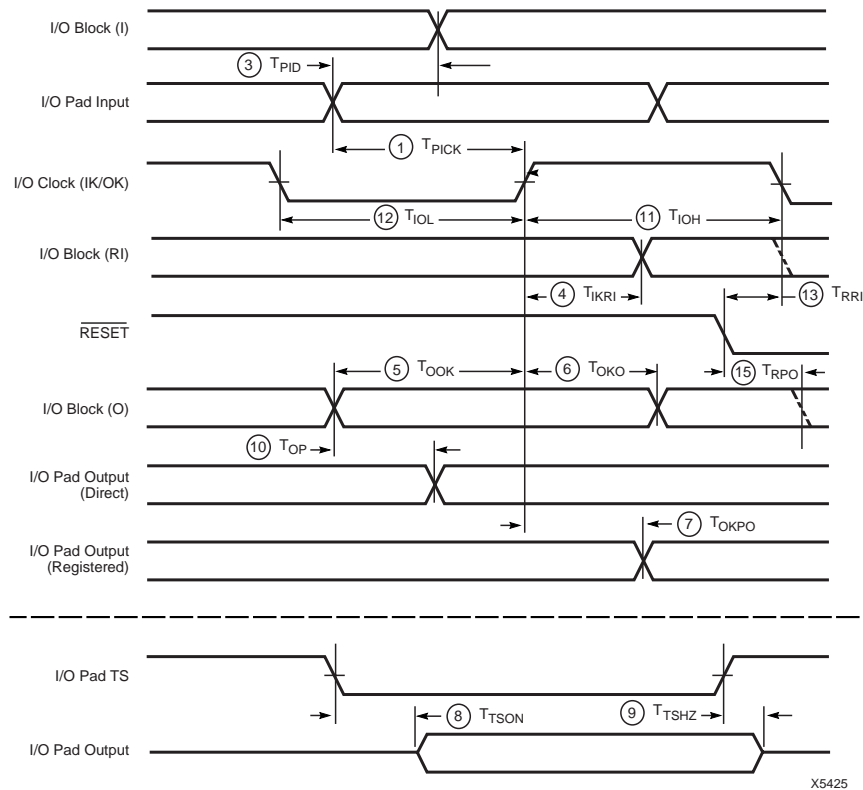 I/O Block (I)
3 TPID
I/O Pad Input
1 TPICK
I/O Clock (IK/OK)
12 TIOL
11 TIOH
I/O Block (RI)
4 TIKRI
13 TRRI
RESET
5 TOOK
6 TOKO
15 TRPO
I/O Block (O)
10 TOP
I/O Pad Output
(Direct)
7 TOKPO
I/O Pad Output
(Registered)
I/O Pad TS
8 TTSON
9 TTSHZ
I/O Pad Output
X5425